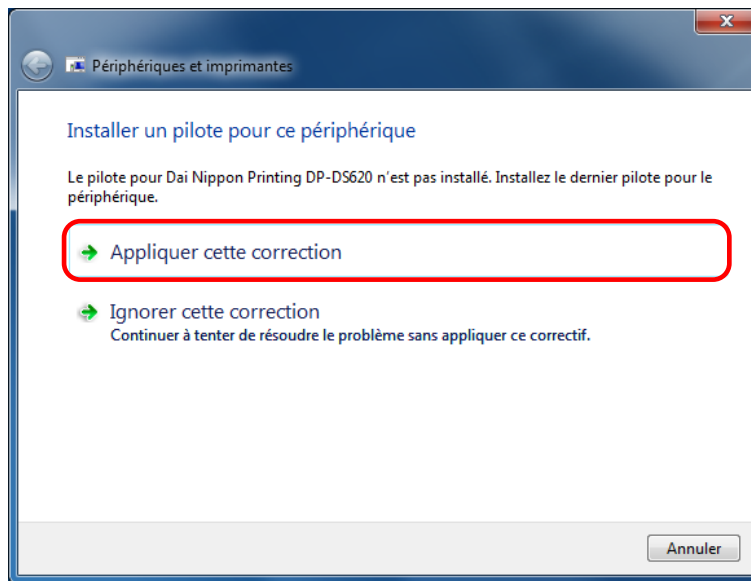 Périphériques et imprimantes
Installer un pilote pour ce périphérique
Le pilote pour Dai Nippon Printing DP-DS620 n'est pas installé. Installez le dernier pilote pour le
périphérique.
Appliquer cette correction
Ignorer cette correction
Continuer à tenter de résoudre le problème sans appliquer ce correctif.
Annuler